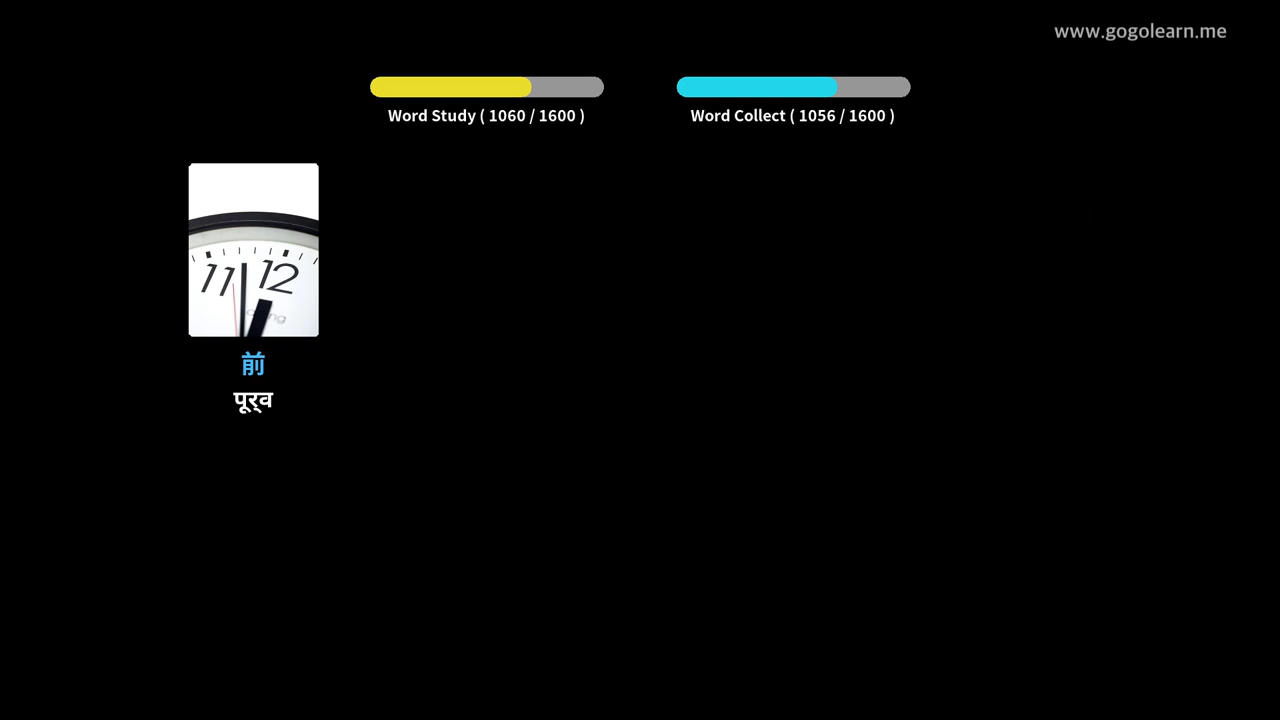 www.gogolearn.me
Word Study ( 1060 / 1600 )
Word Collect ( 1056 / 1600 )
11 12
前
पूर्व